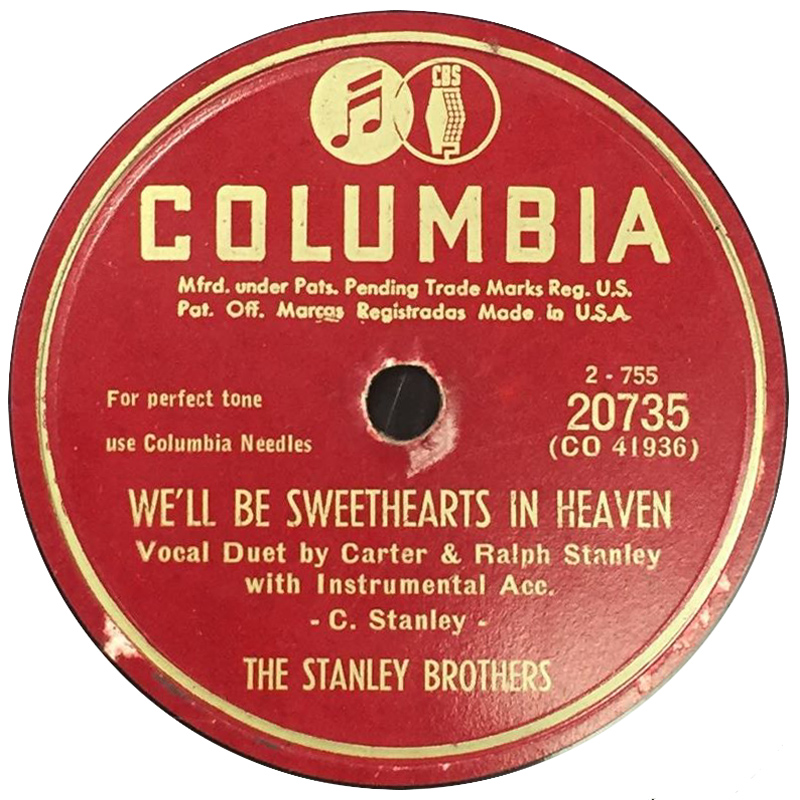 CBS
COLUMBIA
Mfrd. under Pats. Pending Trade Marks Reg. U.S.
Pat. Off. Marcas Registradas Made in U.S.A.
2 - 755
For perfect tone
20735
use Columbia Needles
(CO 41936)
WE'LL BE SWEETHEARTS IN HEAVEN
Vocal Duet by Carter & Ralph Stanley
with Instrumental Acc.
- C. Stanley -
THE STANLEY BROTHERS